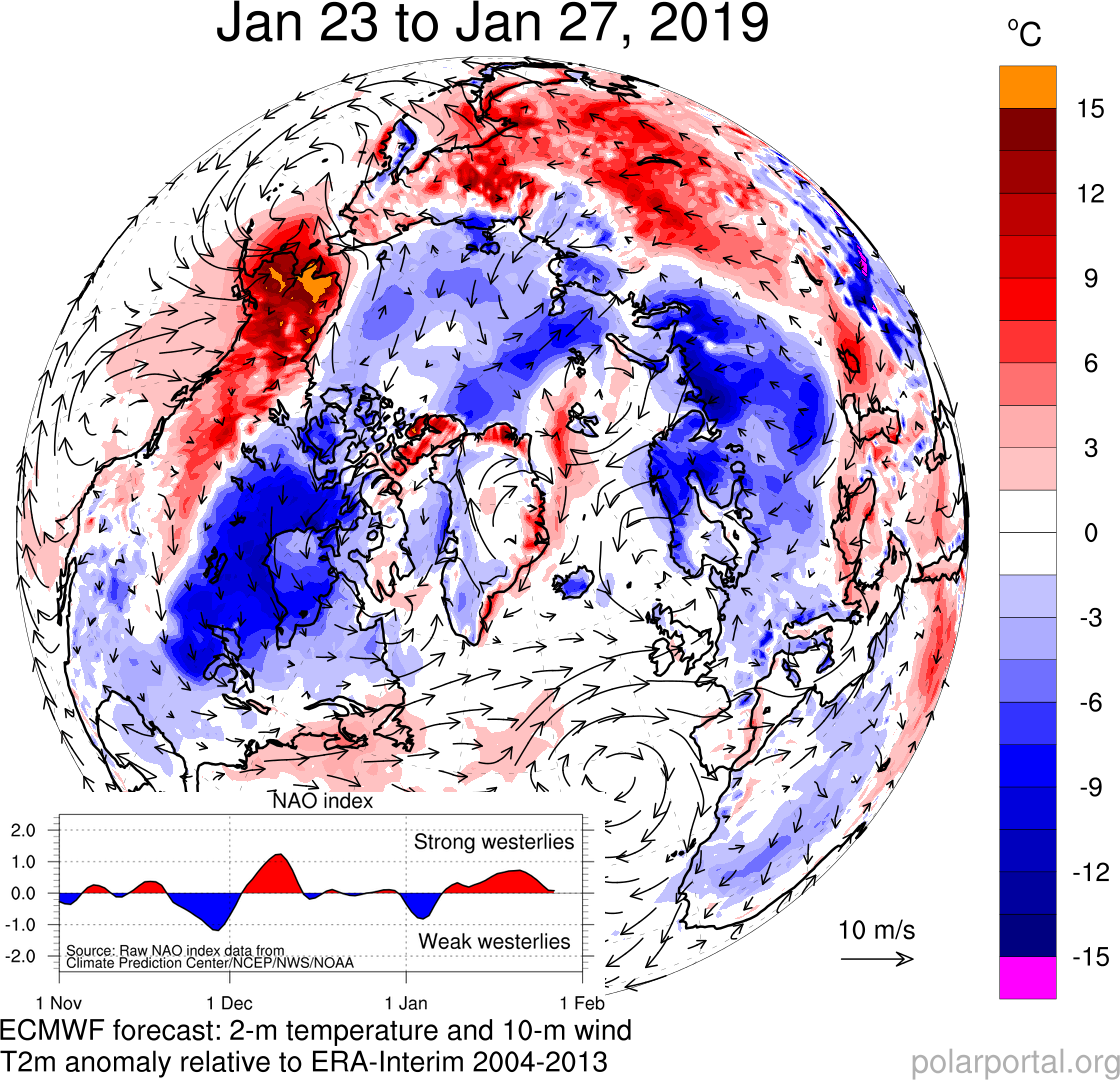 Jan 23 to Jan 27, 2019
°C
15
12
9
6
3
0
-3
-6
-9
-12
-15
10 m/s
NAO index
2.0
1.0
0.0
-1.0
-2.0
Strong westerlies
Weak westerlies
Source: Raw NAO index data from
Climate Prediction Center/NCEP/NWS/NOAA
1 Nov 1 Dec 1 Jan 1 Feb
ECMWF forecast: 2-m temperature and 10-m wind
T2m anomaly relative to ERA-Interim 2004-2013
polarportal.org